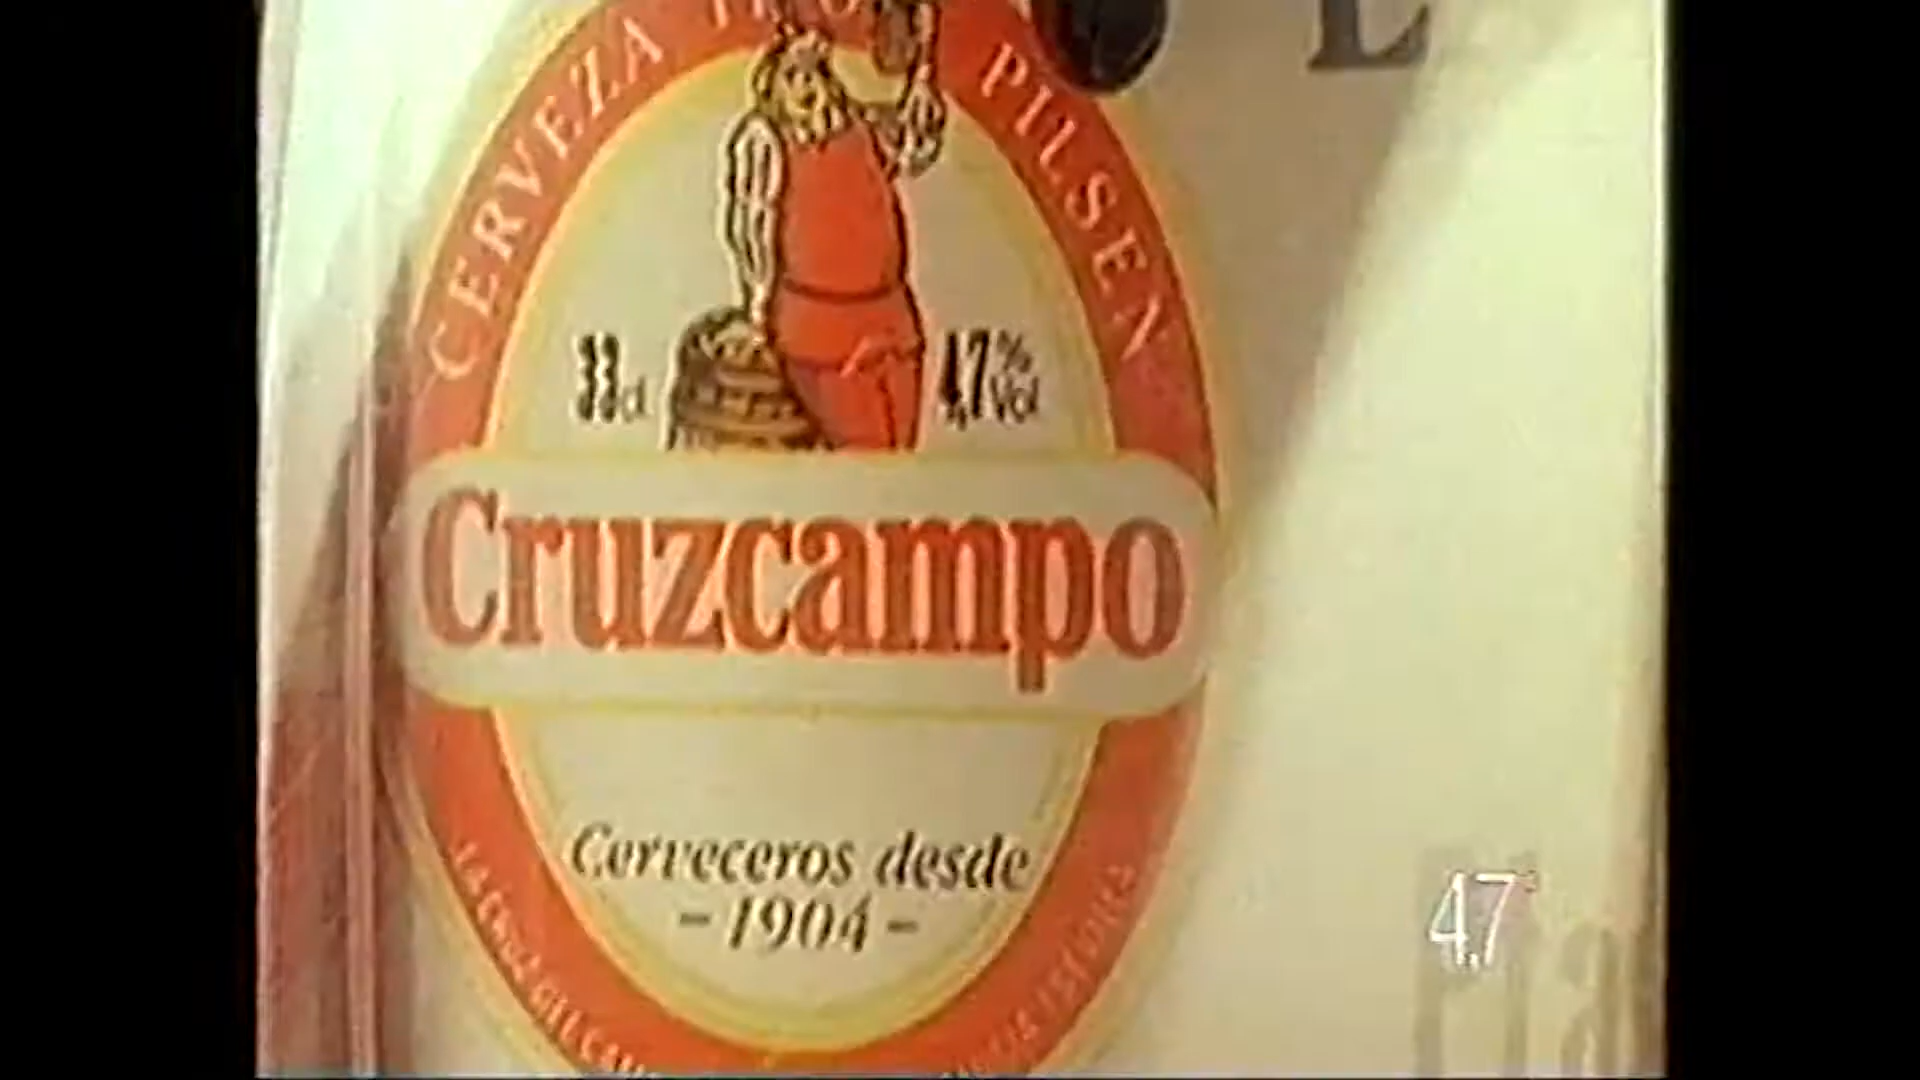 L
CERVEZA
PILSEN
33cl
4,7% Vol
Cruzcampo
Cerveceros desde
- 1904 -
4,7°